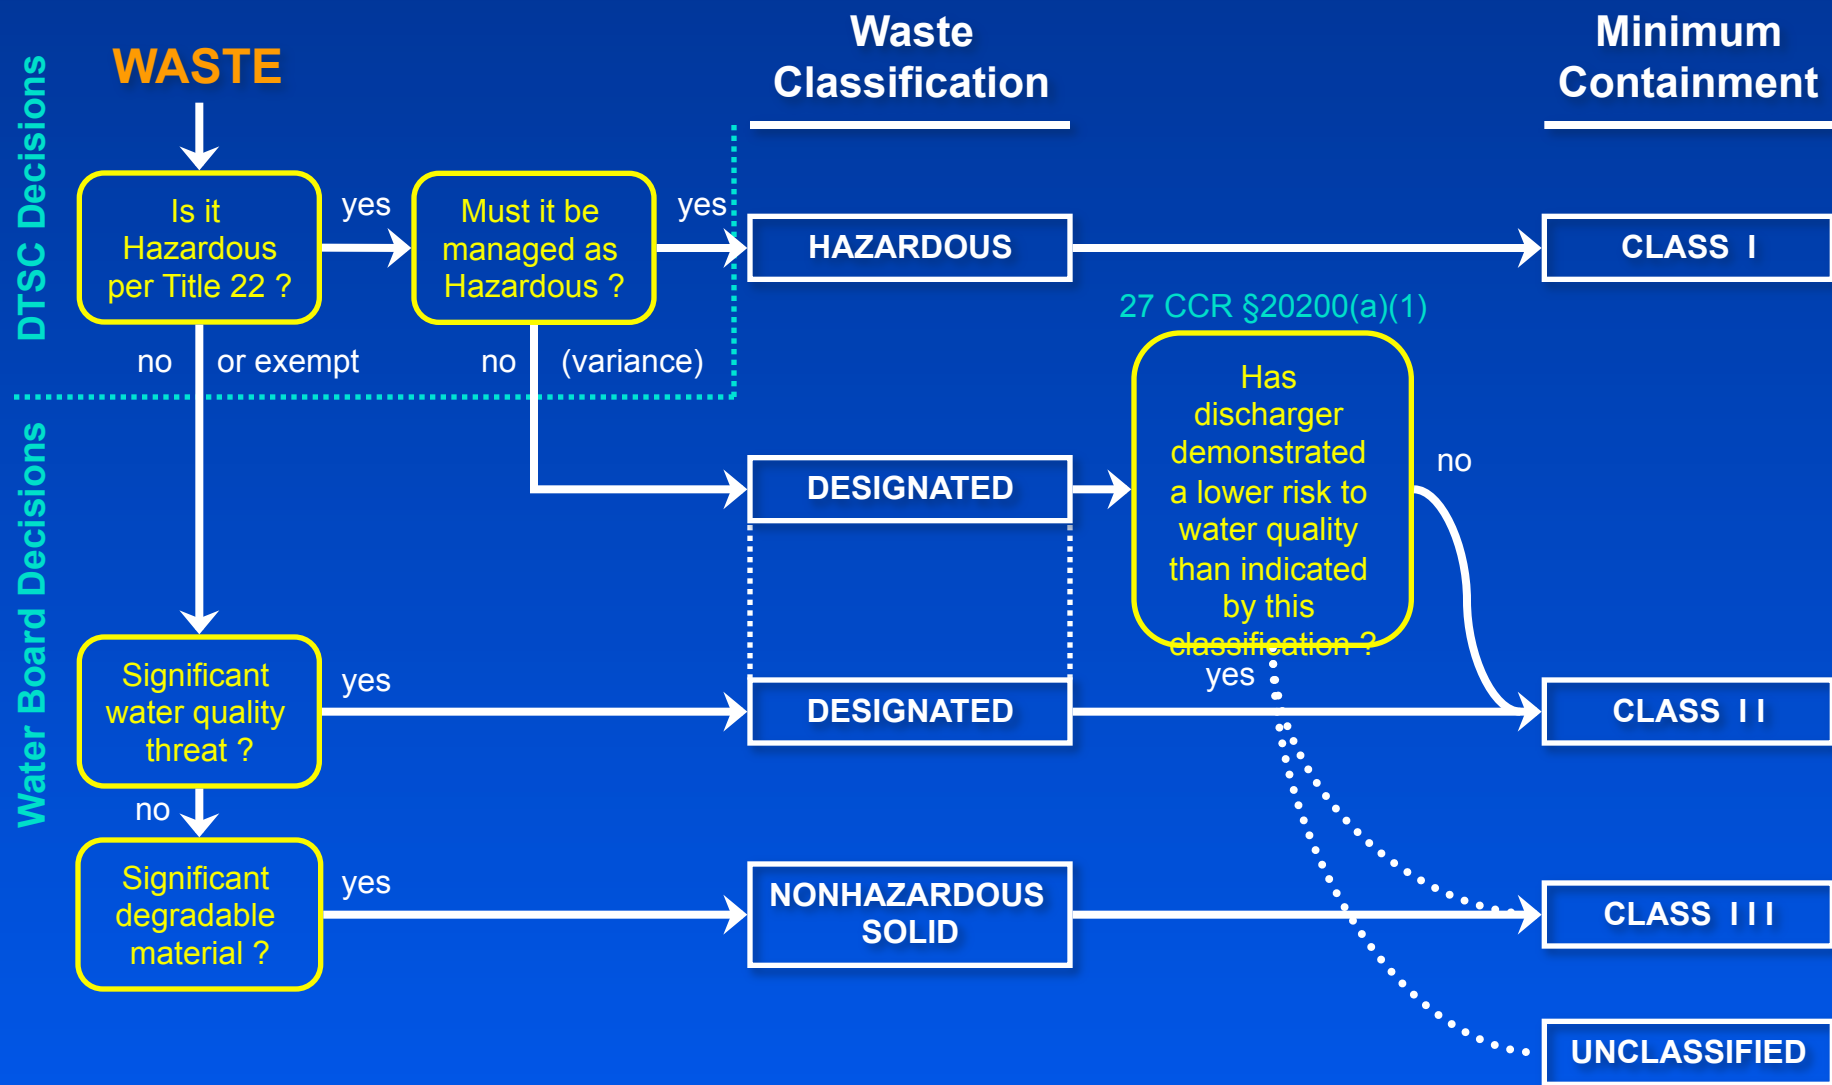 WASTE
Waste
Classification
Minimum
Containment
DTSC Decisions
Is it
Hazardous
per Title 22 ?
yes
Must it be
managed as
Hazardous ?
yes
HAZARDOUS
CLASS I
no or exempt
no (variance)
27 CCR §20200(a)(1)
Has
discharger
demonstrated
a lower risk to
water quality
than indicated
by this
classification ?
no
yes
Water Board Decisions
DESIGNATED
Significant
water quality
threat ?
yes
DESIGNATED
CLASS I I
no
Significant
degradable
material ?
yes
NONHAZARDOUS
SOLID
CLASS I I I
UNCLASSIFIED